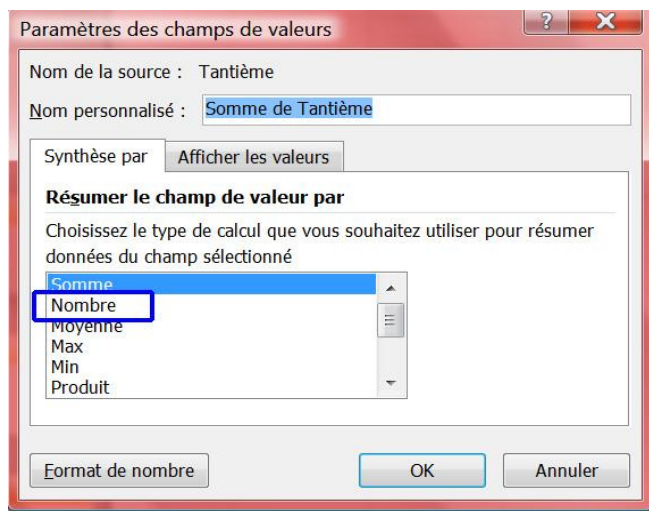 Paramètres des champs de valeurs
?
X
Nom de la source : Tantième
Nom personnalisé : Somme de Tantième
Synthèse par
Afficher les valeurs
Résumer le champ de valeur par
Choisissez le type de calcul que vous souhaitez utiliser pour résumer
données du champ sélectionné
Somme
Nombre
Moyenne
Max
Min
Produit
Format de nombre
OK
Annuler